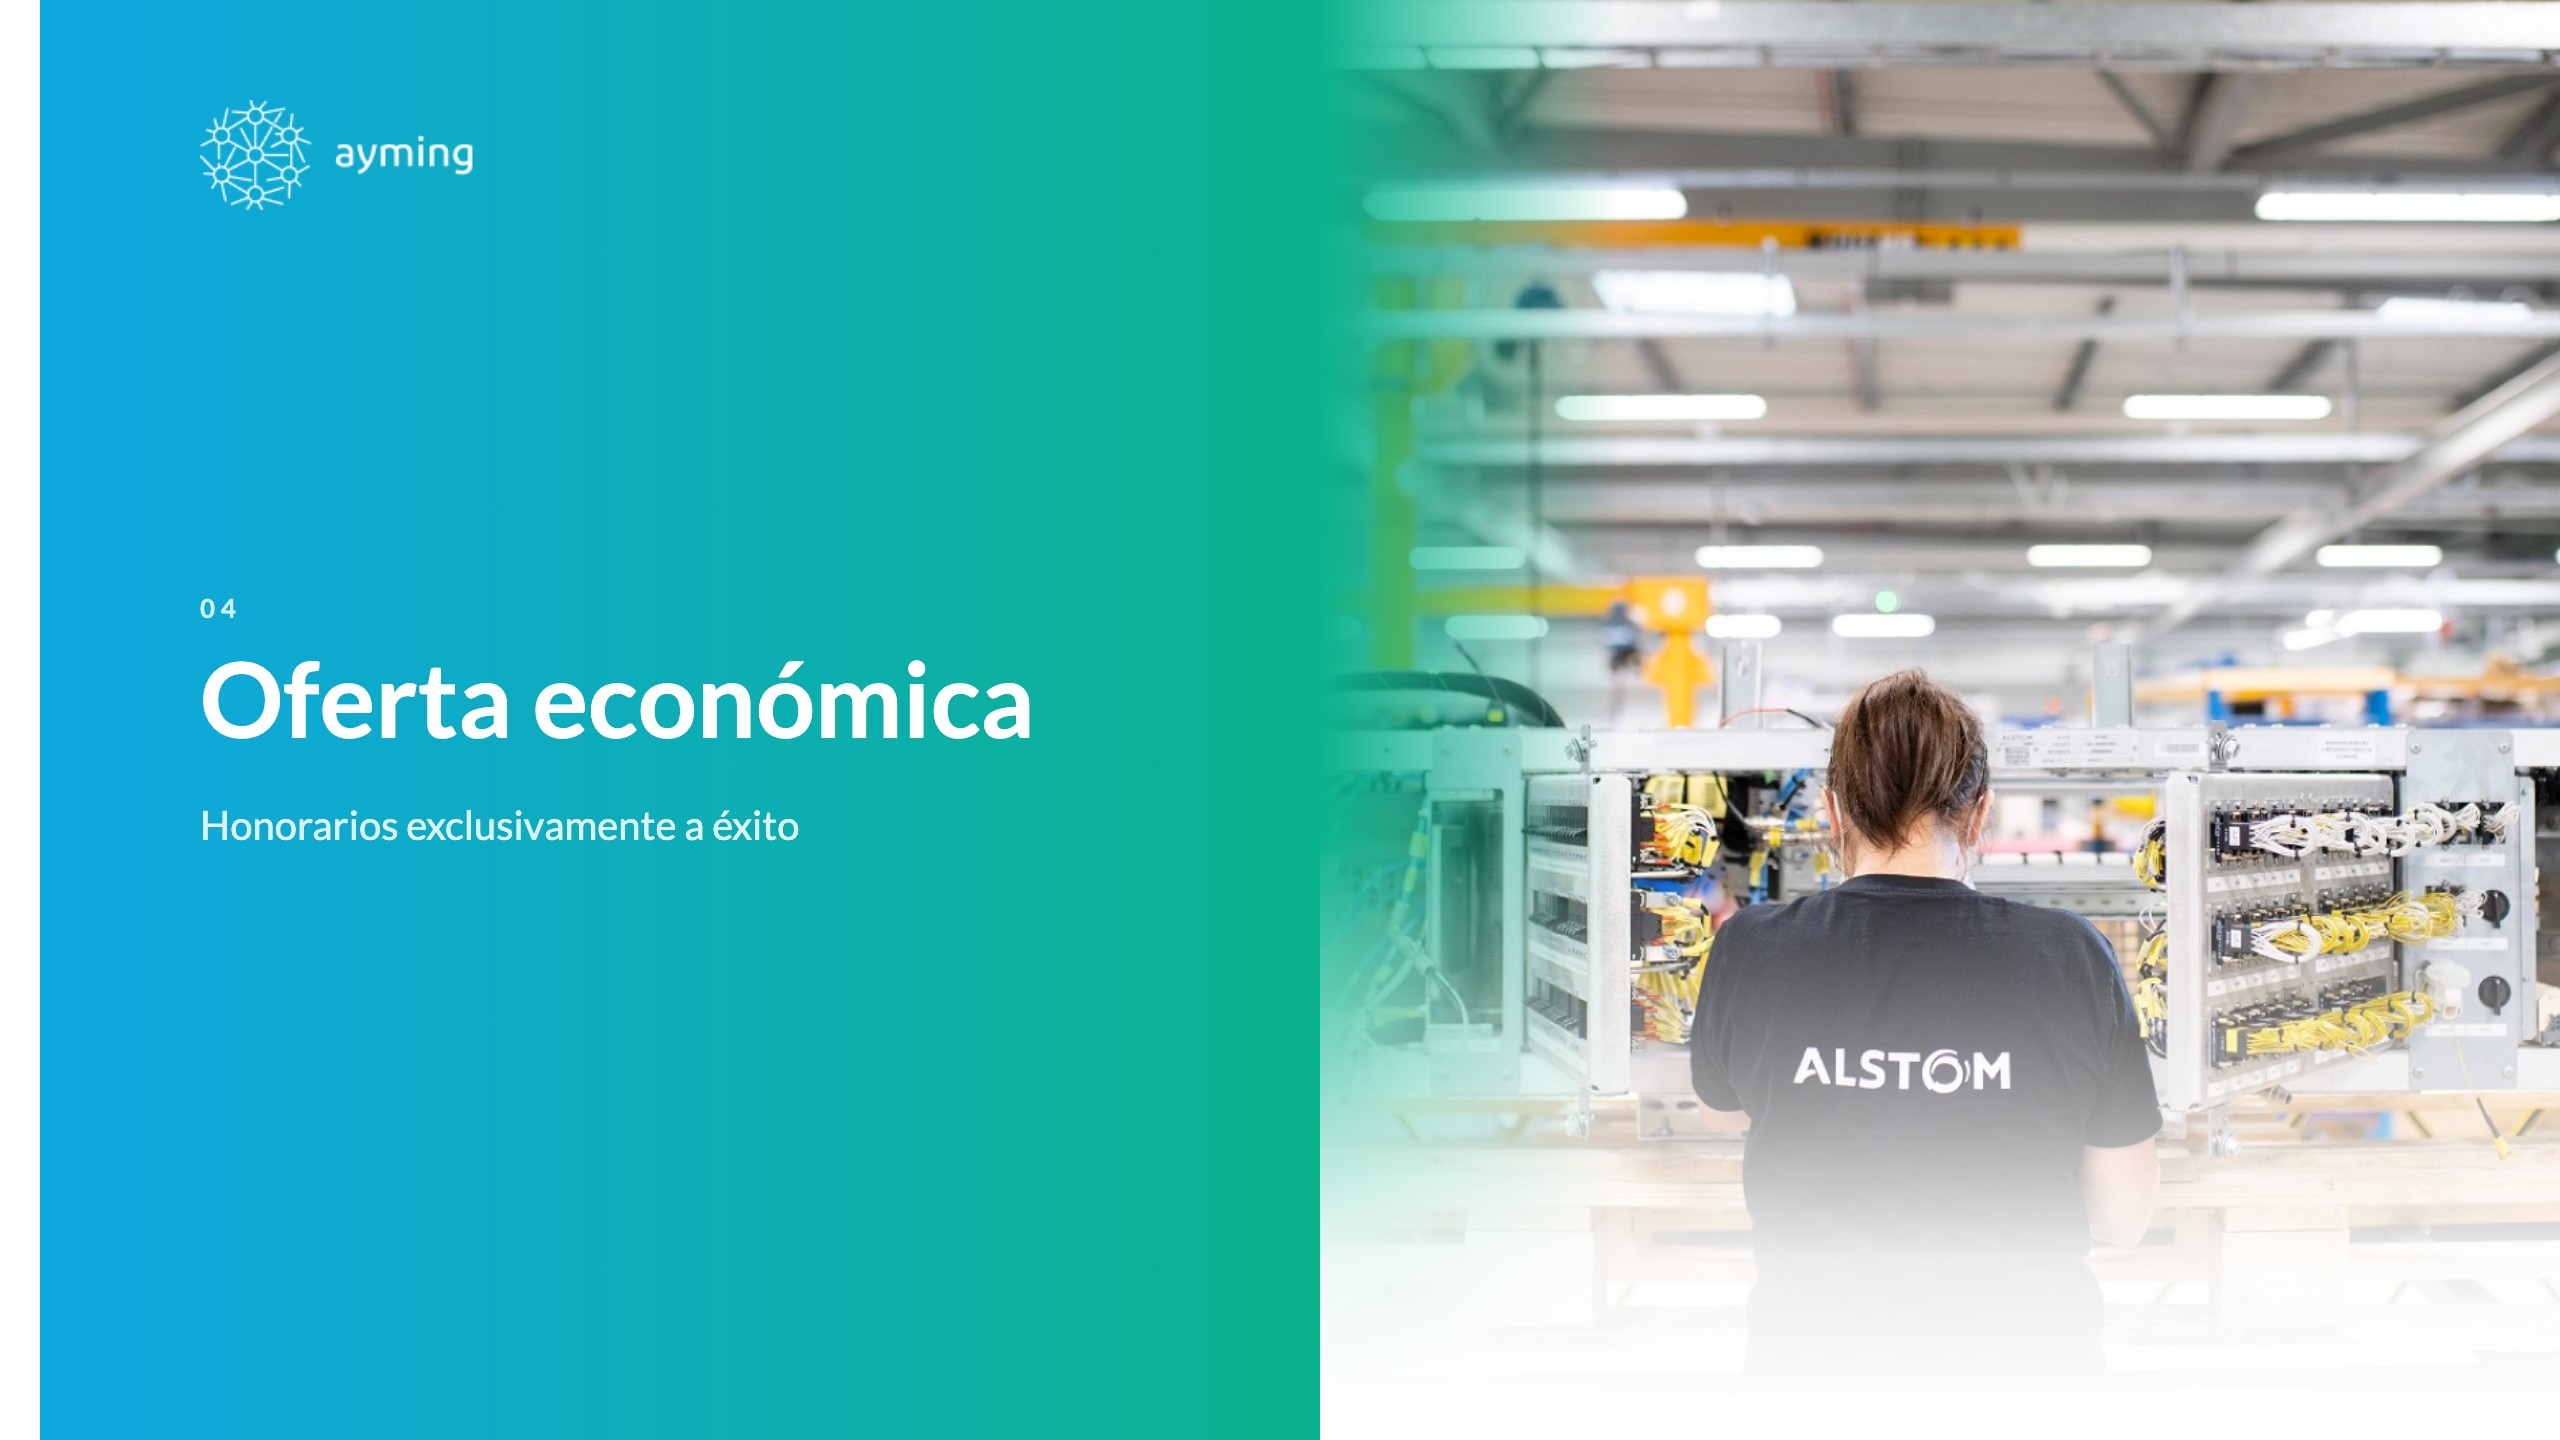 ayming
04
Oferta económica
Honorarios exclusivamente a éxito
ALSTOM